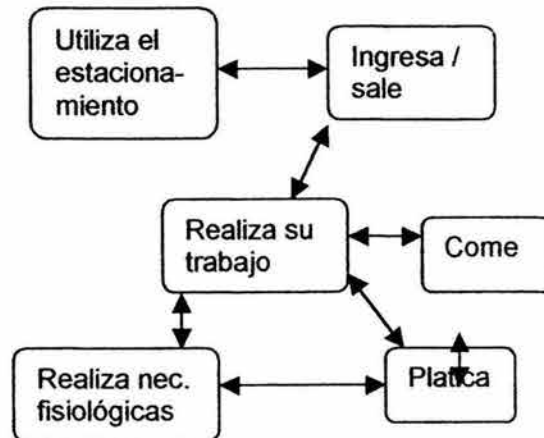 Utiliza el
estaciona-
miento
Ingresa /
sale
Realiza su
trabajo
Come
Realiza nec.
fisiológicas
Platica